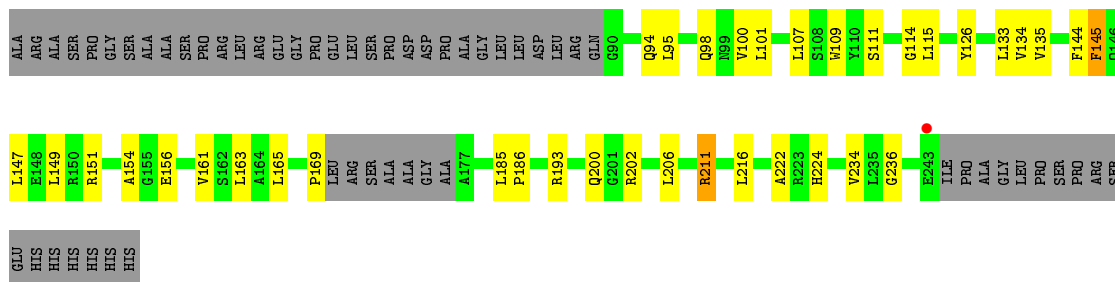 ALA ARG ALA SER PRO GLY SER ALA ALA SER PRO ARG LEU ARG GLU GLY PRO GLU LEU SER PRO ASP ASP PRO ALA GLY LEU LEU ASP LEU ARG GLN G90 Q94 L95 Q98 N99 V100 L101 L107 S108 W109 Y110 S111 G114 L115 Y126 L133 V134 V135 F144 F145 Q146
L147 E148 L149 R150 R151 A154 G155 E156 V161 S162 L163 A164 L165 P169 LEU ARG SER ALA ALA GLY ALA A177 L185 P186 R193 Q200 G201 R202 L206 R211 L216 A222 R223 H224 V234 L235 G236 E243 ILE PRO ALA GLY LEU PRO SER PRO ARG SER
GLU HIS HIS HIS HIS HIS HIS